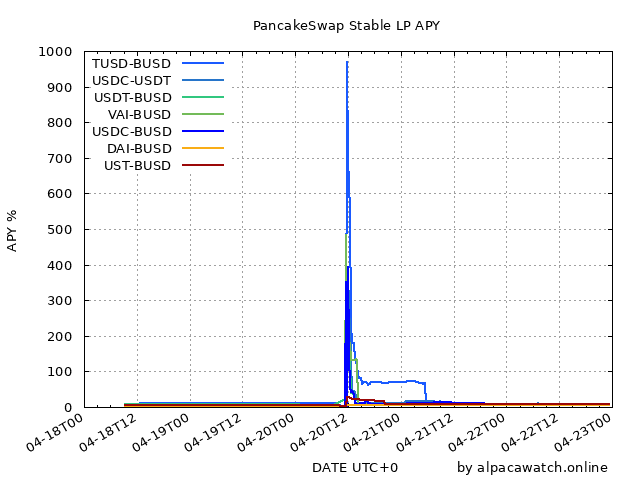 PancakeSwap Stable LP APY
1000
900
800
700
600
500
400
300
200
100
0
APY %
TUSD-BUSD
USDC-USDT
USDT-BUSD
VAI-BUSD
USDC-BUSD
DAI-BUSD
UST-BUSD
04-18T00
04-18T12
04-19T00
04-19T12
04-20T00
04-20T12
04-21T00
04-21T12
04-22T00
04-22T12
04-23T00
DATE UTC+0
by alpacawatch.online